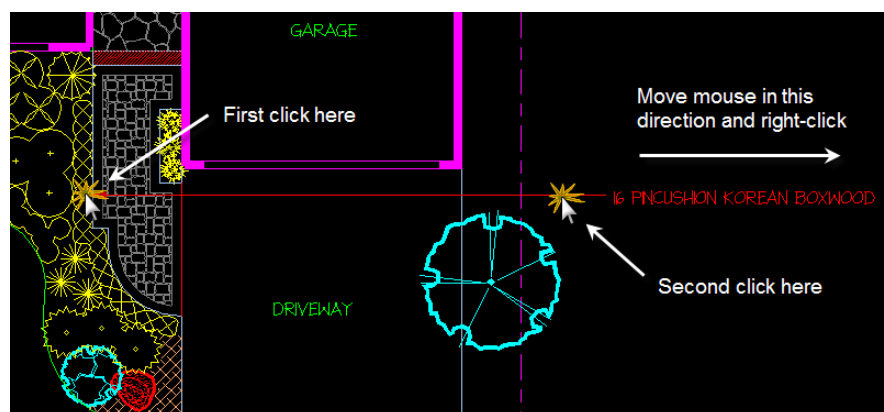 GARAGE
First click here
Move mouse in this
direction and right-click
16 PINCUSHION KOREAN BOXWOOD
Second click here
DRIVEWAY